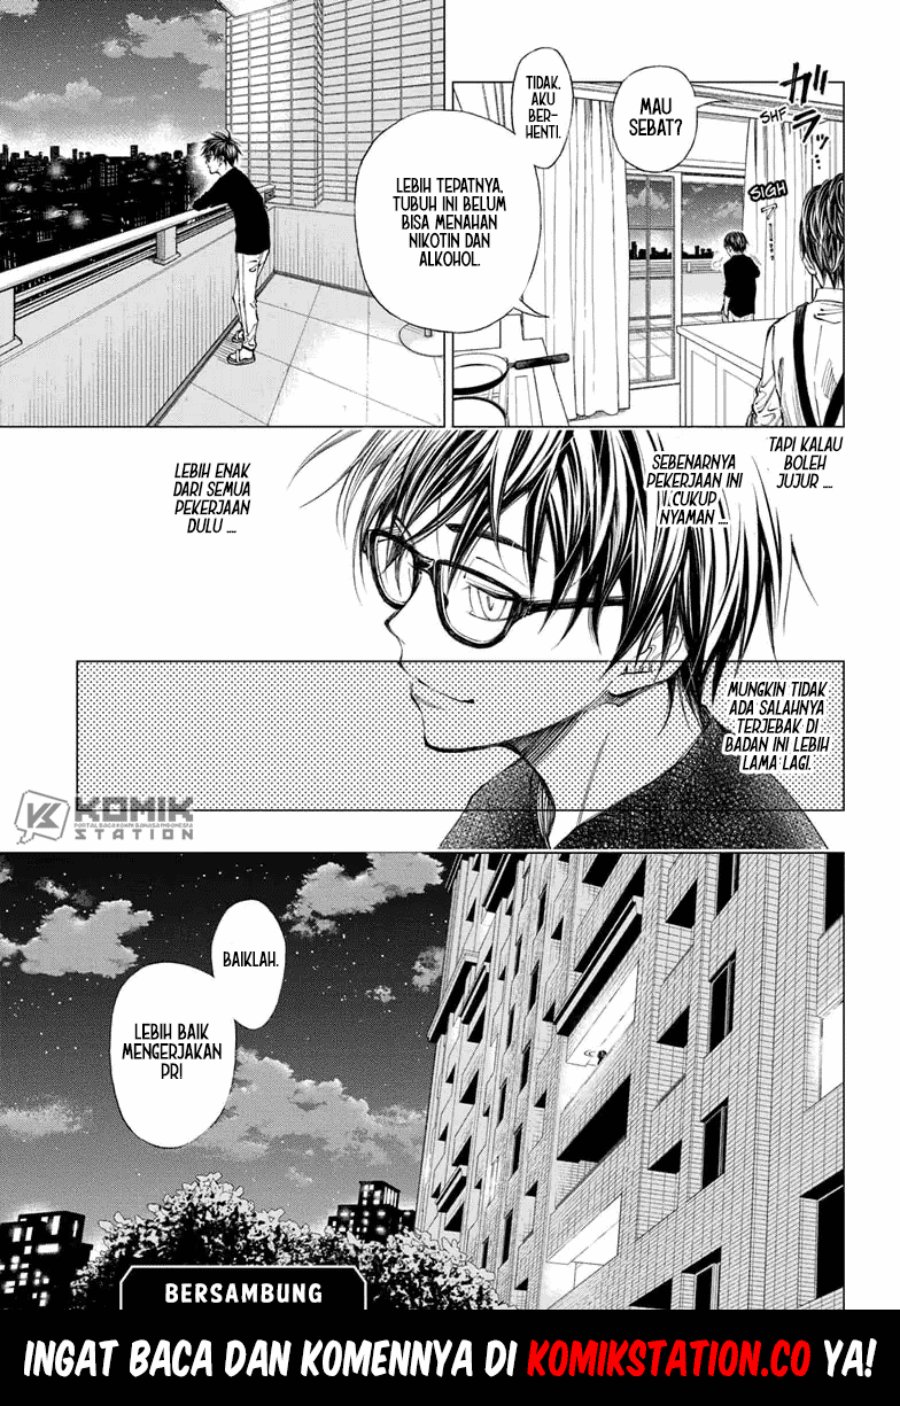 MAU
SEBAT?
ガ
ラ...
SHF
SIGH
TIDAK.
AKU
BER-
HENTI.
LEBIH TEPATNYA,
TUBUH INI BELUM
BISA MENAHAN
NIKOTIN DAN
ALKOHOL.
TAPI KALAU
BOLEH
JUJUR ....
SEBENARNYA
PEKERJAAN INI
CUKUP
NYAMAN ....
LEBIH ENAK
DARI SEMUA
PEKERJAAN
DULU ....
MUNGKIN TIDAK
ADA SALAHNYA
TERJEBAK DI
BADAN INI LEBIH
LAMA LAGI.
KOMIK
STATION
BAIKLAH.
LEBIH BAIK
MENGERJAKAN
PR!
BERSAMBUNG
INGAT BACA DAN KOMENNYA DI KOMIKSTATION.CO YA!